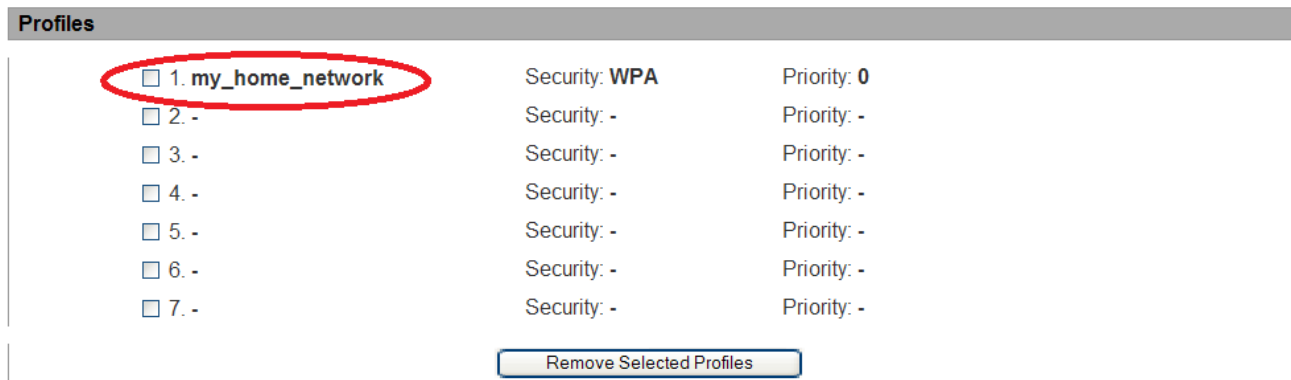 Profiles
1. my_home_network Security: WPA Priority: 0
2. - Security: - Priority: -
3. - Security: - Priority: -
4. - Security: - Priority: -
5. - Security: - Priority: -
6. - Security: - Priority: -
7. - Security: - Priority: -
Remove Selected Profiles